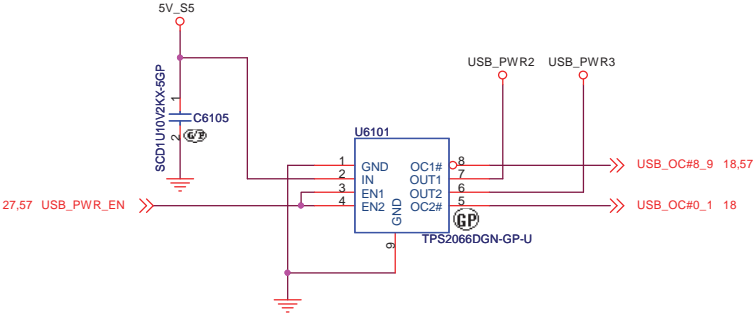 5V_S5
USB_PWR2 USB_PWR3
SCD1U10V2KX-5GP
1
C6105
2
G/P
U6101
1 GND OC1# 8
2 IN OUT1 7
3 EN1 OUT2 6
4 EN2 OC2# 5
GND
9
GP
TPS2066DGN-GP-U
USB_OC#8_9 18,57
27,57 USB_PWR_EN
USB_OC#0_1 18